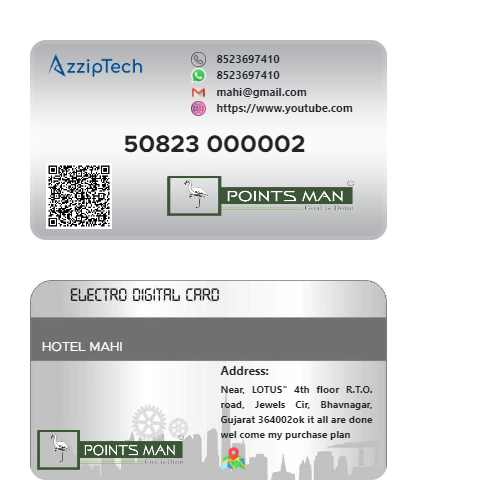 AzzipTech
8523697410
8523697410
mahi@gmail.com
https://www.youtube.com
50823 000002
POINTS MAN
Goal is Done
ELECTRO DIGITAL CARD
HOTEL MAHI
Address:
Near, LOTUS" 4th floor R.T.O.
road, Jewels Cir, Bhavnagar,
Gujarat 364002ok it all are done
wel come my purchase plan
POINTS MAN
Goal is Done